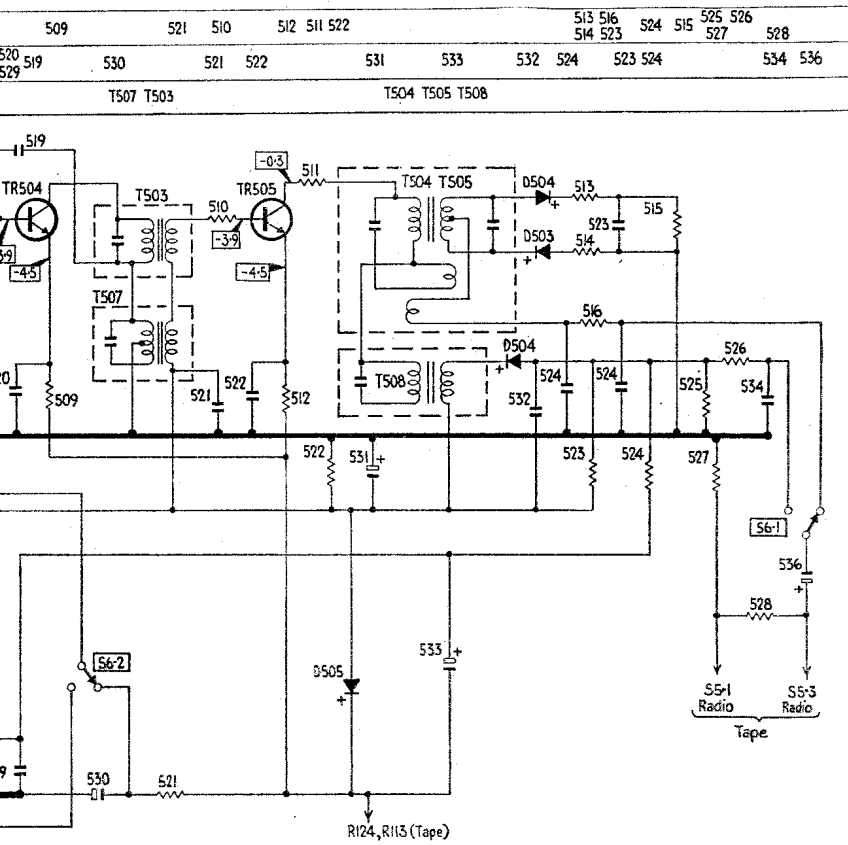 509 521 510 512 511 522 513 516 524 515 525 526
514 523 527 528
520 519 530 521 522 531 533 532 524 523 524 534 536
529
T507 T503 T504 T505 T508
519
TR504 T503 510 TR505 -0.3 511 T504 T505 D504 513 515
523
-3.9 D503 514
-4.5 -4.5
T507 516
D504 526
20 509 521 522 512 T508 532 524 524 525 534
522 531 523 524 527
S6-1
536
528
S6-2 D505 533
S5-1 S5-3
Radio Radio
Tape
9 530 521
R124,R113 (Tape)